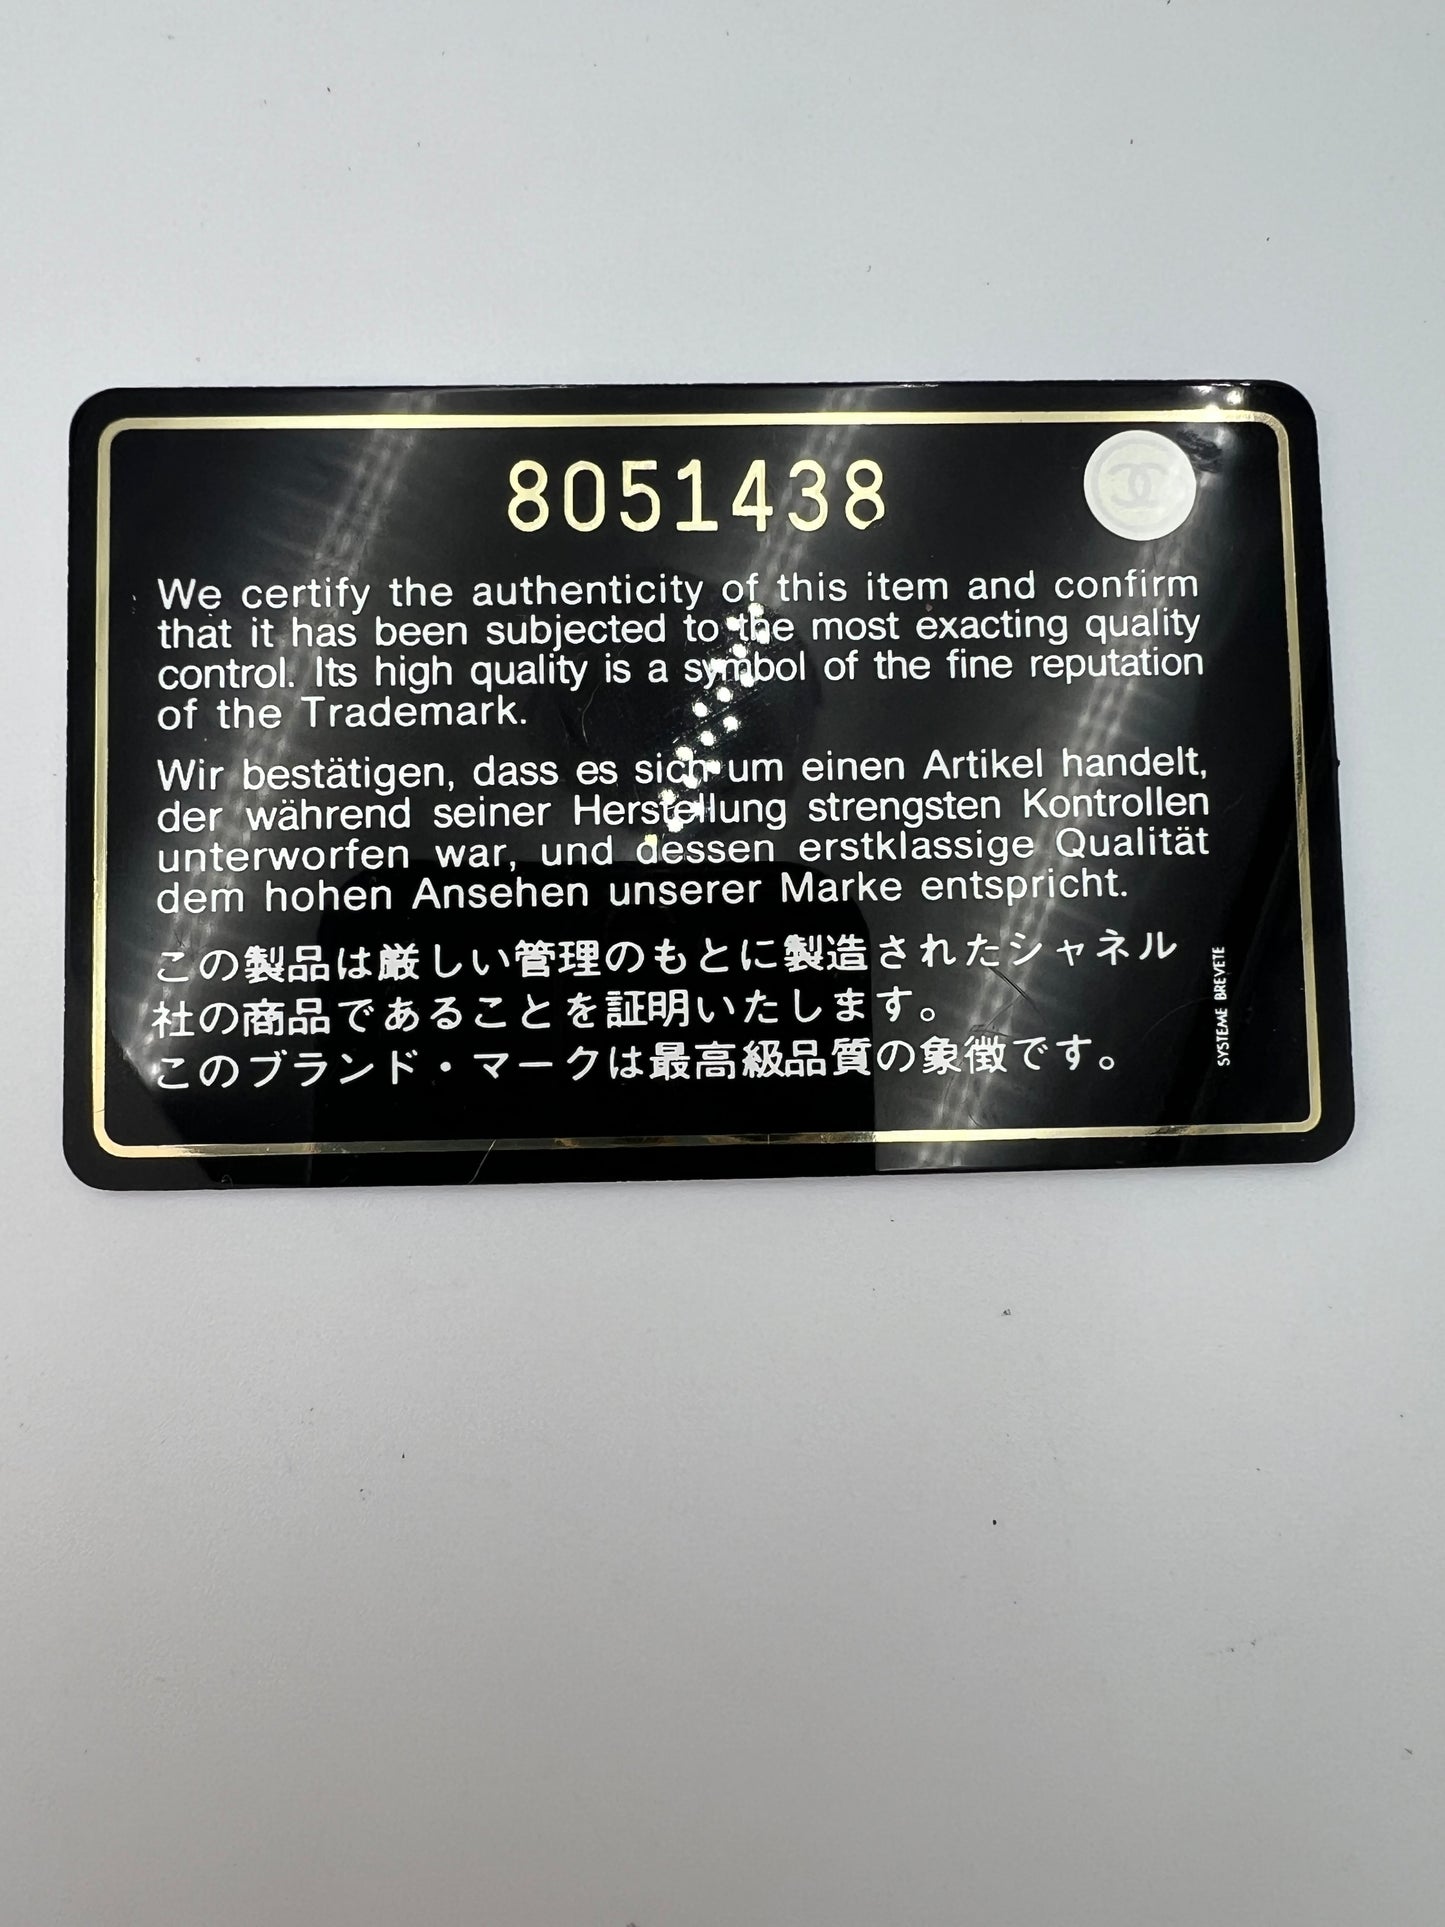 8051438
We certify the authenticity of this item and confirm
that it has been subjected to the most exacting quality
control. Its high quality is a symbol of the fine reputation
of the Trademark.
Wir bestätigen, dass es sich um einen Artikel handelt,
der während seiner Herstellung strengsten Kontrollen
unterworfen war, und dessen erstklassige Qualität
dem hohen Ansehen unserer Marke entspricht.
この製品は厳しい管理のもとに製造されたシャネル
社の商品であることを証明いたします。
このブランド・マークは最高級品質の象徴です。
SYSTEME BREVETE